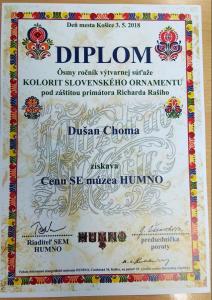 Deň mesta Košice 3. 5. 2018
DIPLOM
Ôsmy ročník výtvarnej súťaže
KOLORIT SLOVENSKÉHO ORNAMENTU
pod záštitou primátora Richarda Rašiho
Dušan Choma
získava
Cenu SE múzea HUMNO
Riaditeľ SEM
HUMNO
HUMNO
predsedníčka
poroty